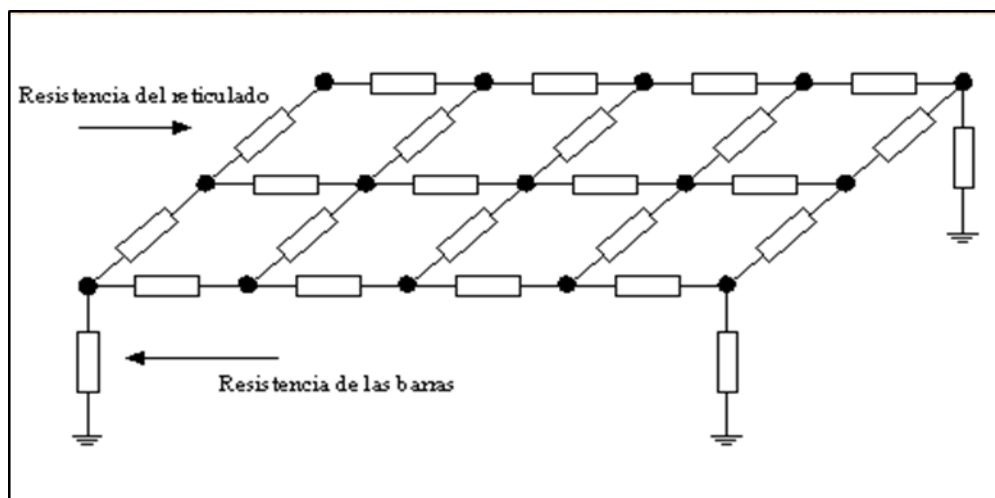 Resistencia del reticulado
Resistencia de las barras